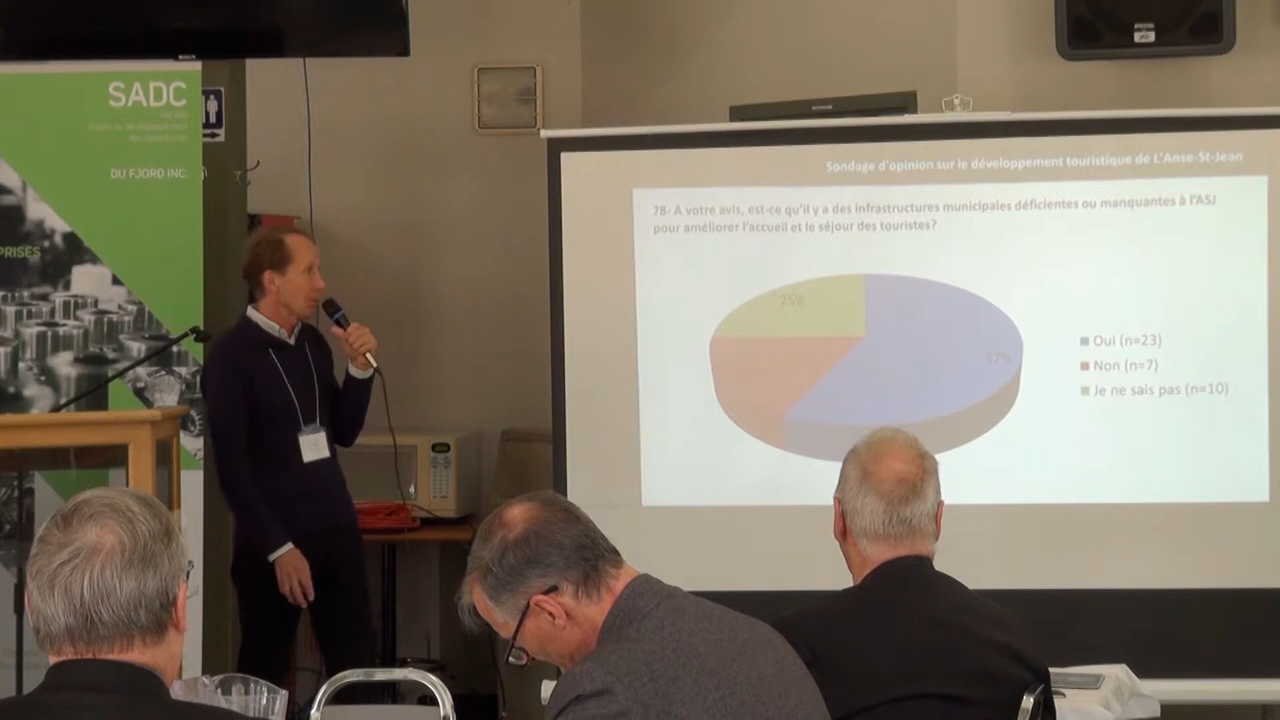 SADC
DU FJORD INC.
PRISES
Sondage d'opinion sur le développement touristique de L'Anse-St-Jean
78- A votre avis, est-ce qu'il y a des infrastructures municipales déficientes ou manquantes à l'ASJ
pour améliorer l'accueil et le séjour des touristes?
25%
57%
Oui (n=23)
Non (n=7)
Je ne sais pas (n=10)